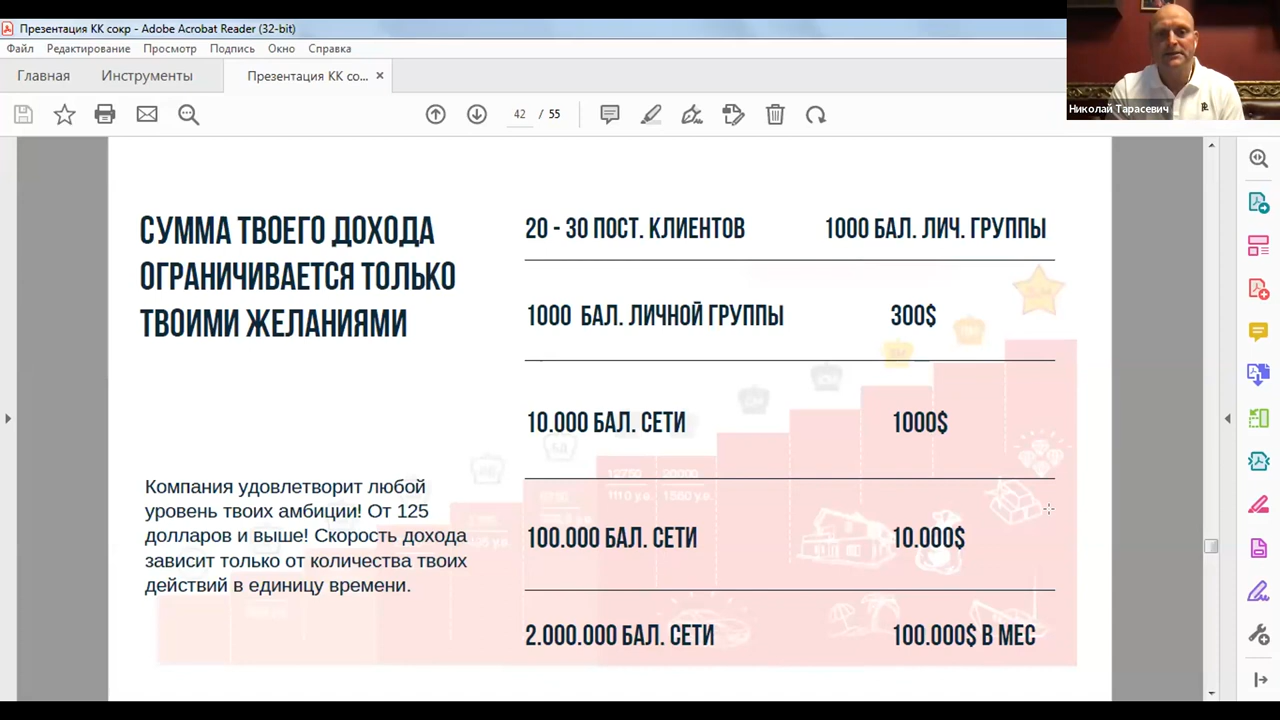 Презентация КК сокр - Adobe Acrobat Reader (32-bit)
Файл Редактирование Просмотр Подпись Окно Справка
Главная Инструменты Презентация КК со... ×
42 / 55
Николай Тарасевич
СУММА ТВОЕГО ДОХОДА
ОГРАНИЧИВАЕТСЯ ТОЛЬКО
ТВОИМИ ЖЕЛАНИЯМИ
Компания удовлетворит любой
уровень твоих амбиции! От 125
долларов и выше! Скорость дохода
зависит только от количества твоих
действий в единицу времени.
20 - 30 ПОСТ. КЛИЕНТОВ 1000 БАЛ. ЛИЧ. ГРУППЫ
1000 БАЛ. ЛИЧНОЙ ГРУППЫ 300$
10.000 БАЛ. СЕТИ 1000$
12750 20000
1110 у.е. 1560 у.е.
100.000 БАЛ. СЕТИ 10.000$
2.000.000 БАЛ. СЕТИ 100.000$ В МЕС